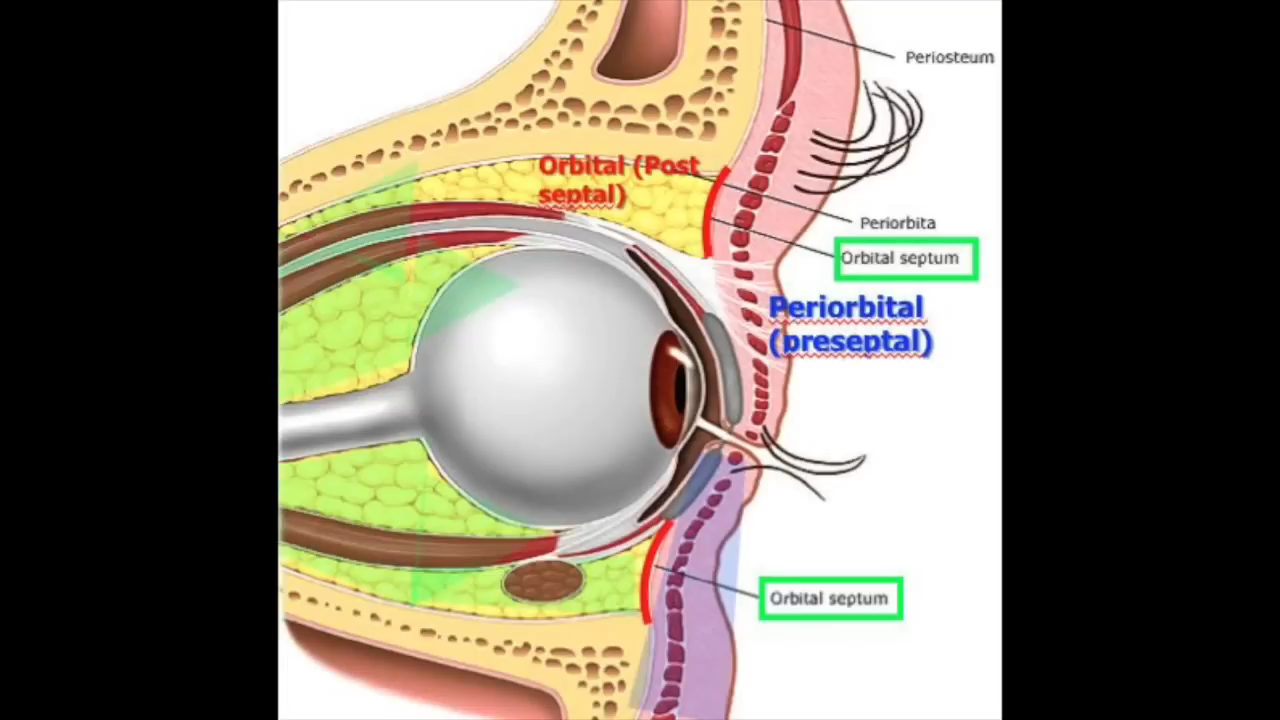 Periosteum
Orbital (Post
septal)
Periorbita
Orbital septum
Periorbital
(preseptal)
Orbital septum